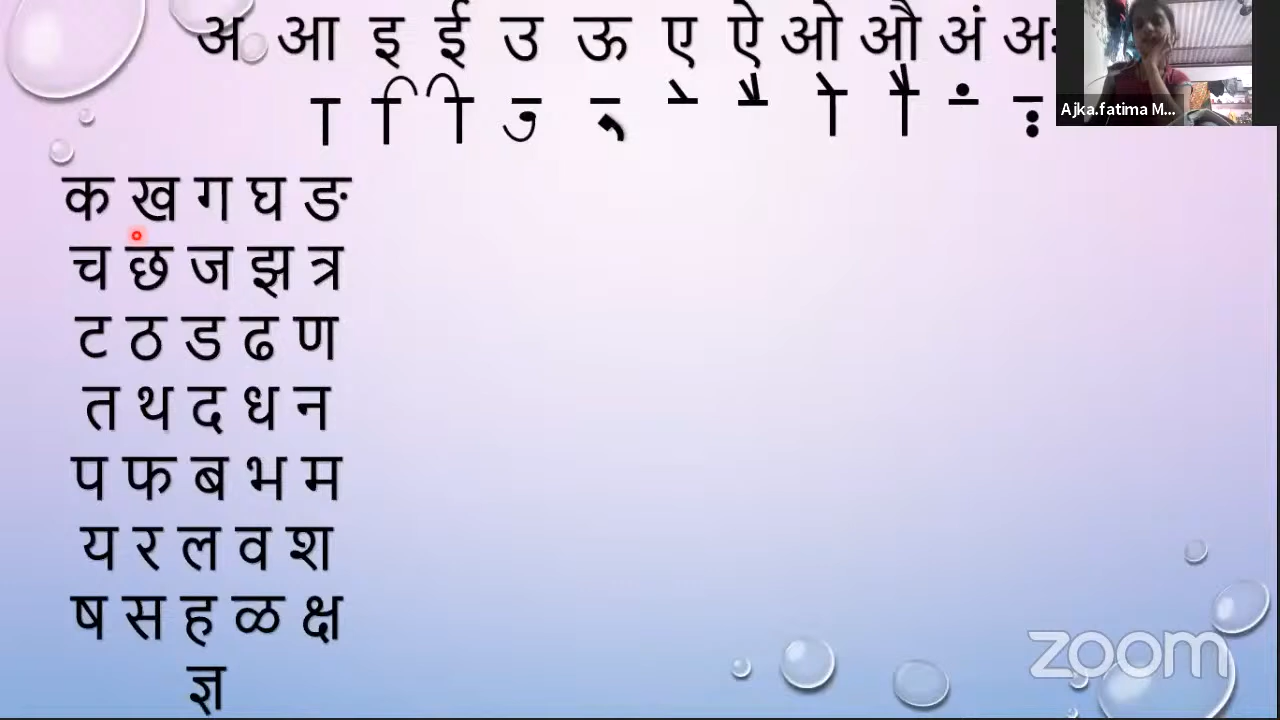 अ आ इ ई उ ऊ ए ऐ ओ औ अं अः
ा ि ी ु ू े ै ो ौ ं ः
Ajka.fatima M...
क ख ग घ ङ
च छ ज झ त्र
ट ठ ड ढ ण
त थ द ध न
प फ ब भ म
य र ल व श
ष स ह ळ क्ष
ज्ञ
zoom